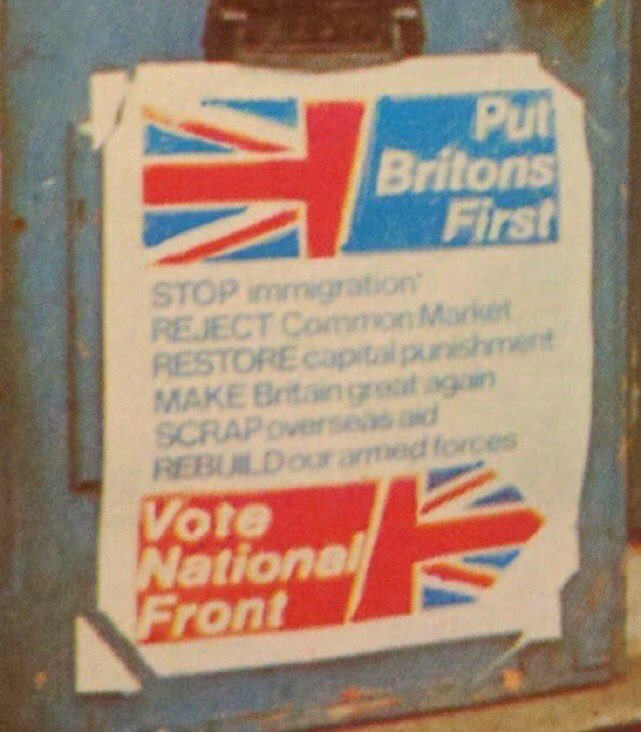 Put
Britons
First
STOP immigration
REJECT Common Market
RESTORE capital punishment
MAKE Britain great again
SCRAP overseas aid
REBUILD our armed forces
Vote
National
Front